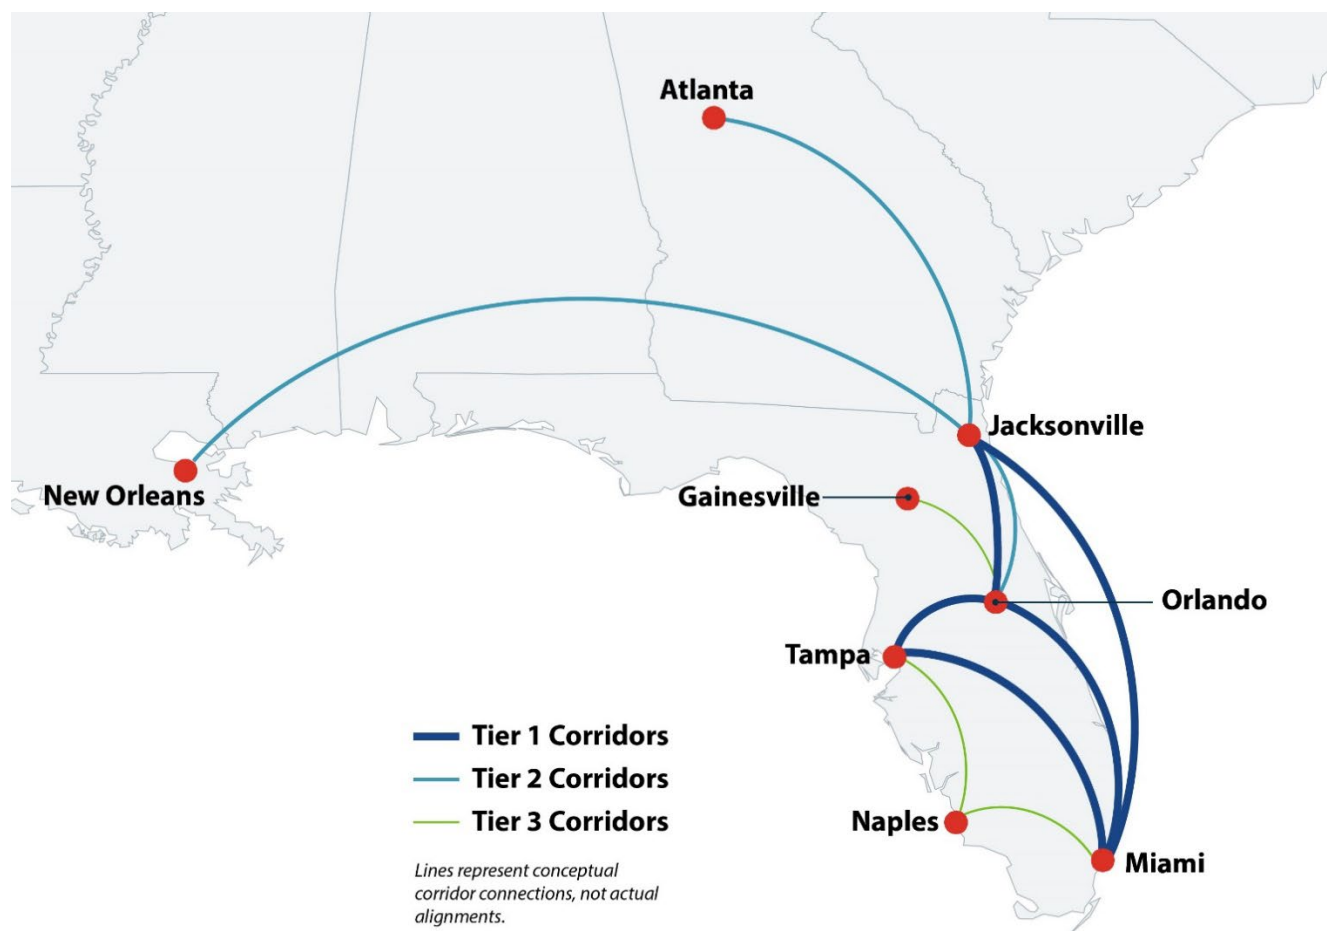 Atlanta
Jacksonville
New Orleans
Gainesville
Orlando
Tampa
Tier 1 Corridors
Tier 2 Corridors
Tier 3 Corridors
Naples
Miami
Lines represent conceptual
corridor connections, not actual
alignments.